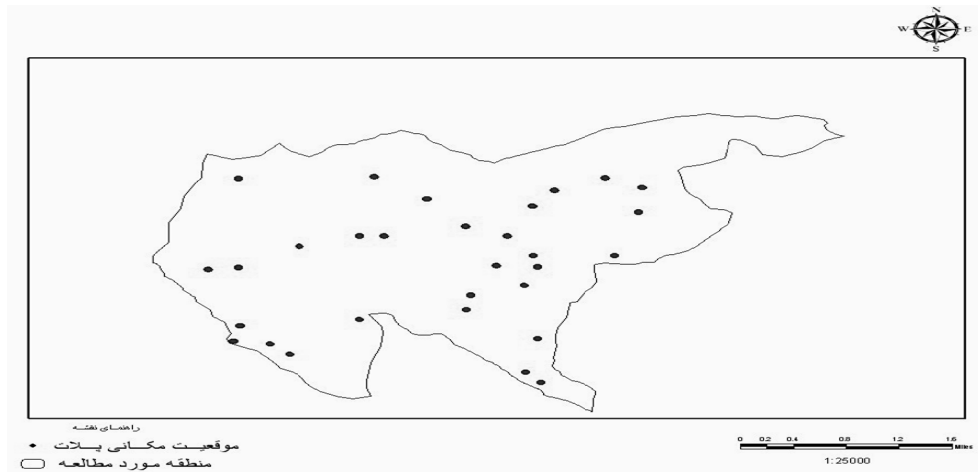 N
W E
S
راهنمای نقشه
موقعیت مکانی پلات
منطقه مورد مطالعه
0 0.2 0.4 0.8 1.2 1.6
Miles
1:25000